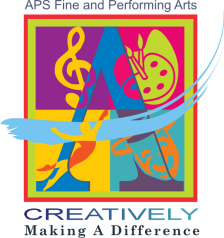 APS Fine and Performing Arts
CREATIVELY
Making A Difference